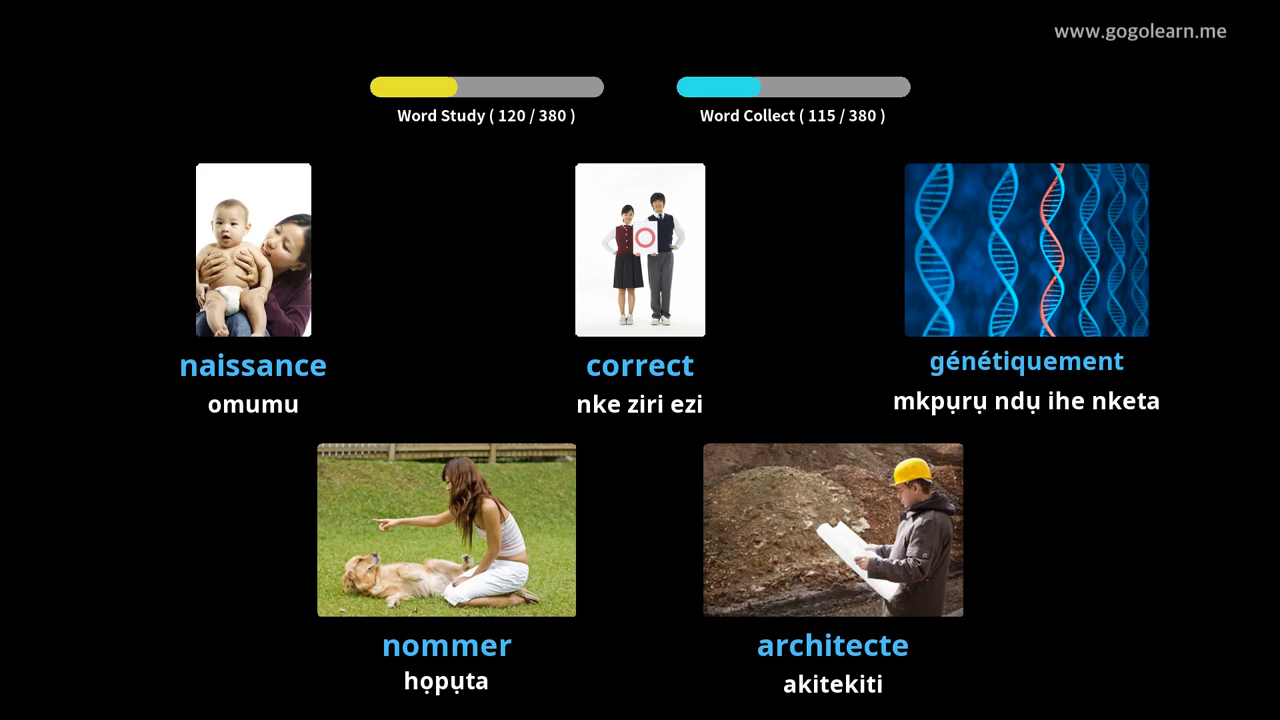 www.gogolearn.me
Word Study ( 120 / 380 )
Word Collect ( 115 / 380 )
naissance
omumu
correct
nke ziri ezi
génétiquement
mkpụrụ ndụ ihe nketa
nommer
họpụta
architecte
akitekiti